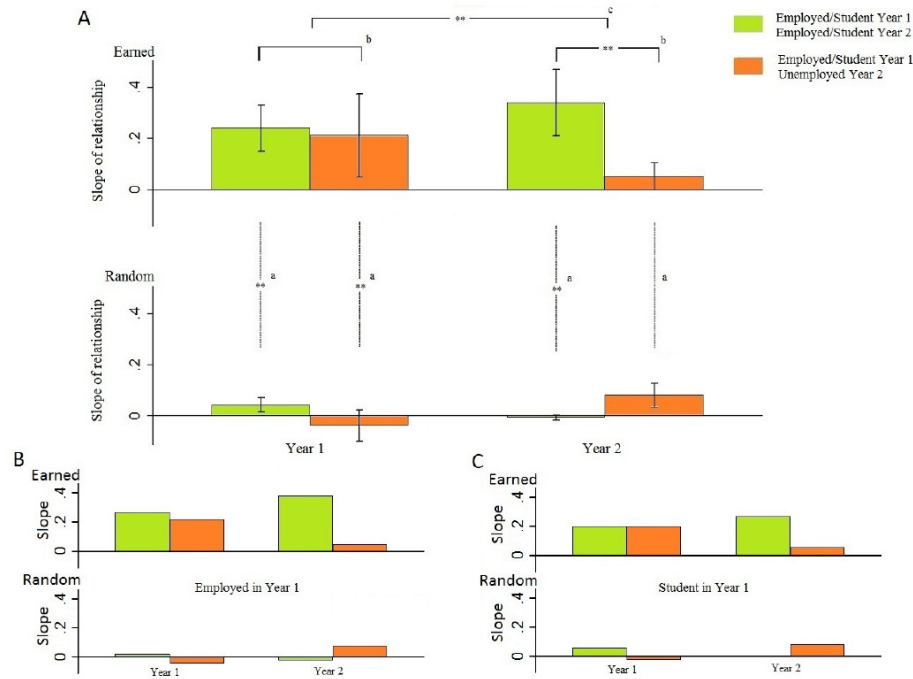 A
c
**
Employed/Student Year 1
Employed/Student Year 2
Employed/Student Year 1
Unemployed Year 2
Earned
b
b
**
Slope of relationship
.4
.2
0
a
**
a
**
a
**
a
Random
Slope of relationship
.4
.2
0
Year 1
Year 2
B
Earned
Slope
.4
.2
0
Random
Employed in Year 1
Slope
.4
.2
0
Year 1
Year 2
C
Earned
Slope
.4
.2
0
Random
Student in Year 1
Slope
.4
.2
0
Year 1
Year 2